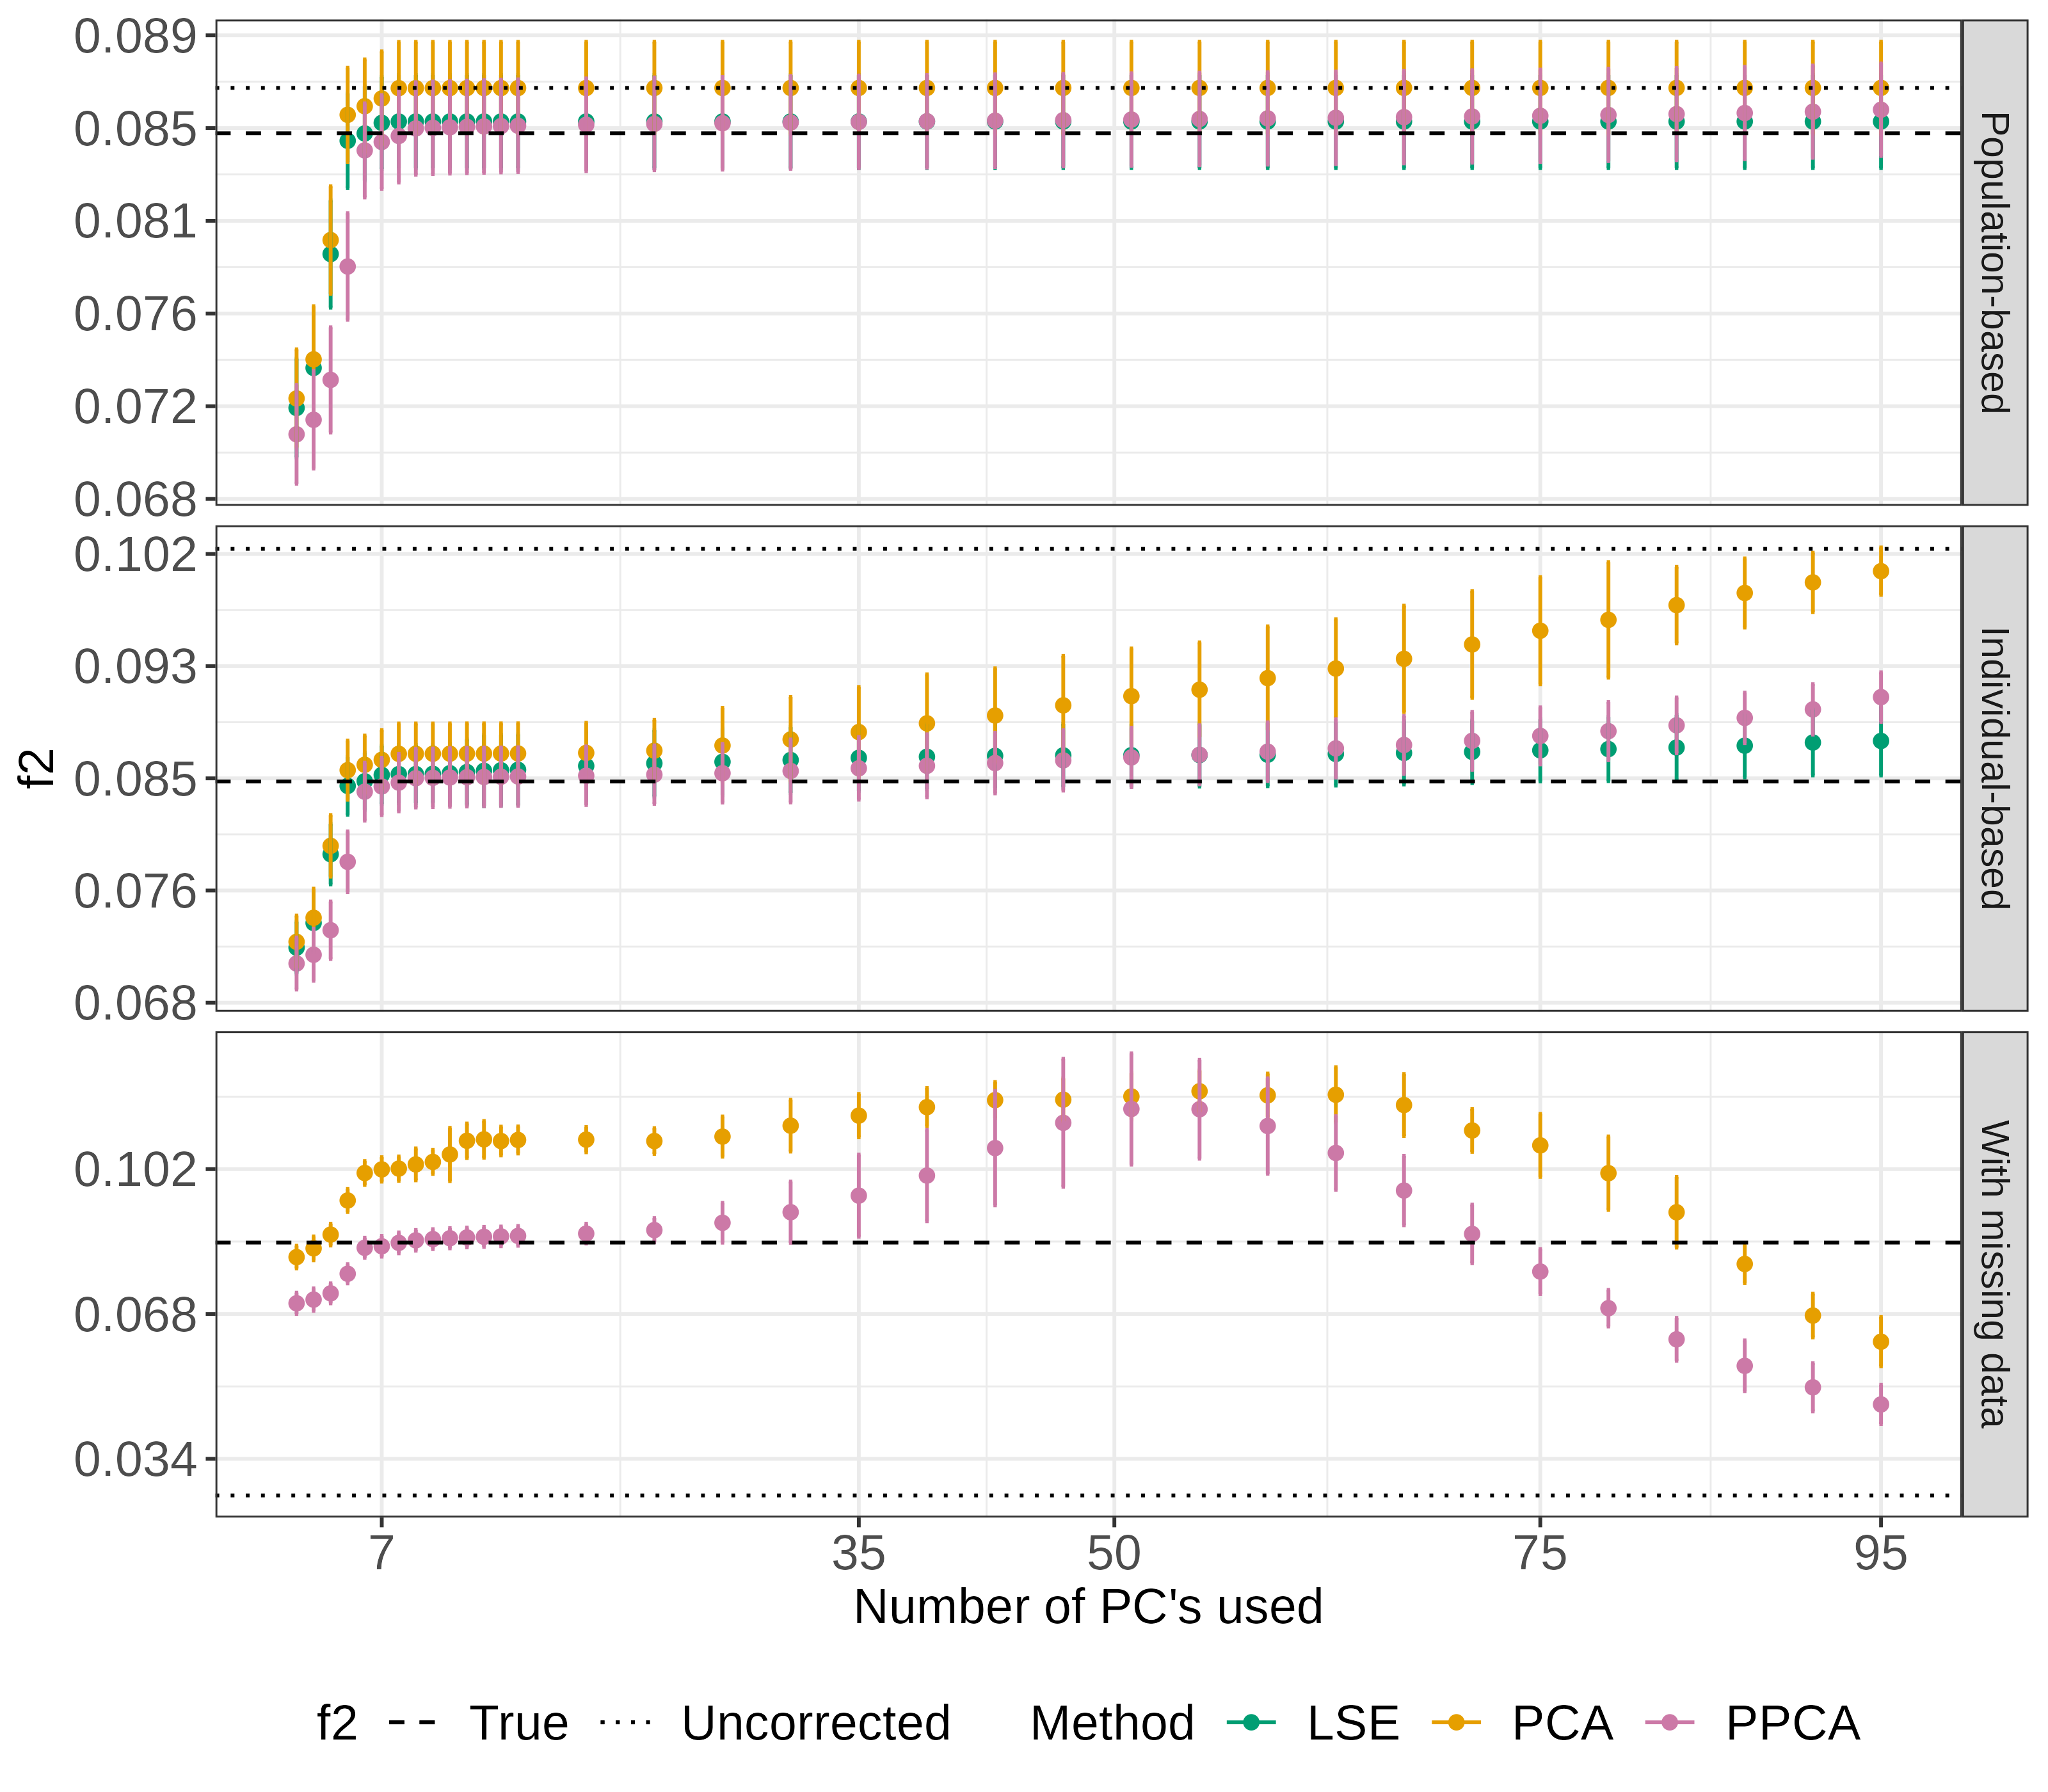 0.089
0.085
0.081
0.076
0.072
0.068
Population-based
0.102
0.093
0.085
0.076
0.068
Individual-based
f2
0.102
0.068
0.034
With missing data
7 35 50 75 95
Number of PC's used
f2 True Uncorrected Method LSE PCA PPCA